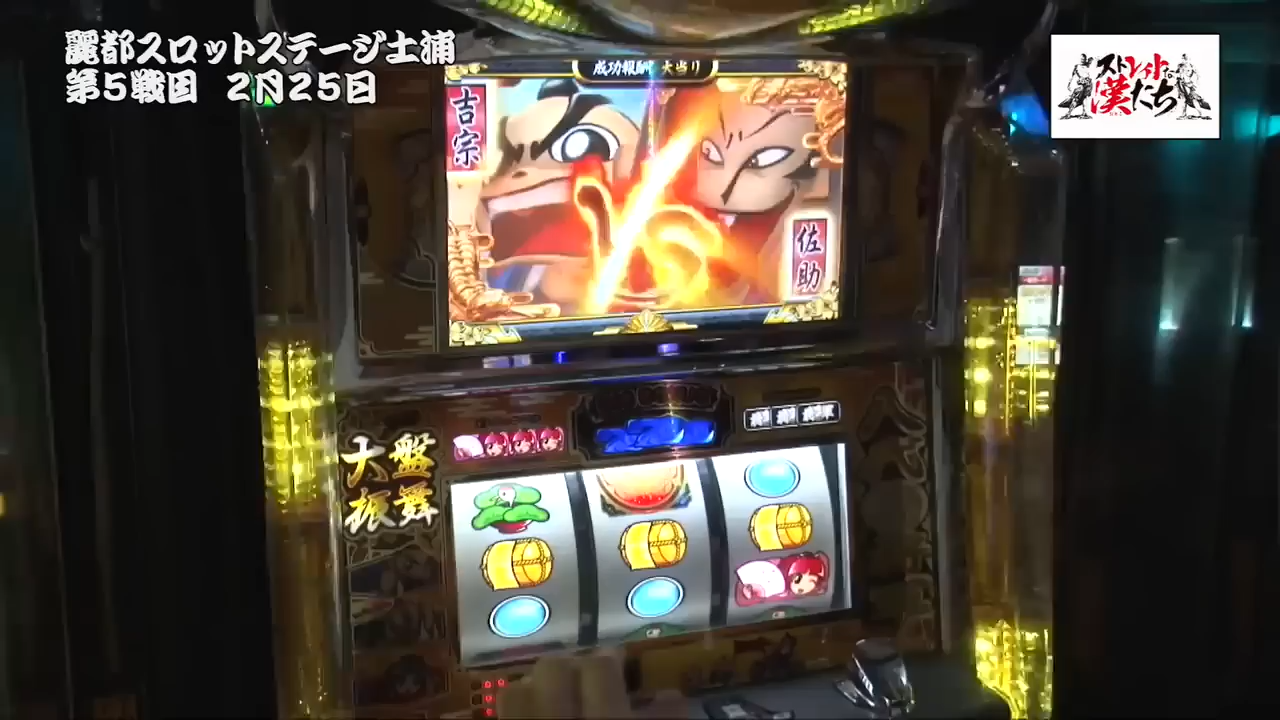 麗都スロットステージ土浦
第5戦目 2月25日
ストレートな
漢たち
成功報酬 大当り
吉宗
佐助
大盤
振舞